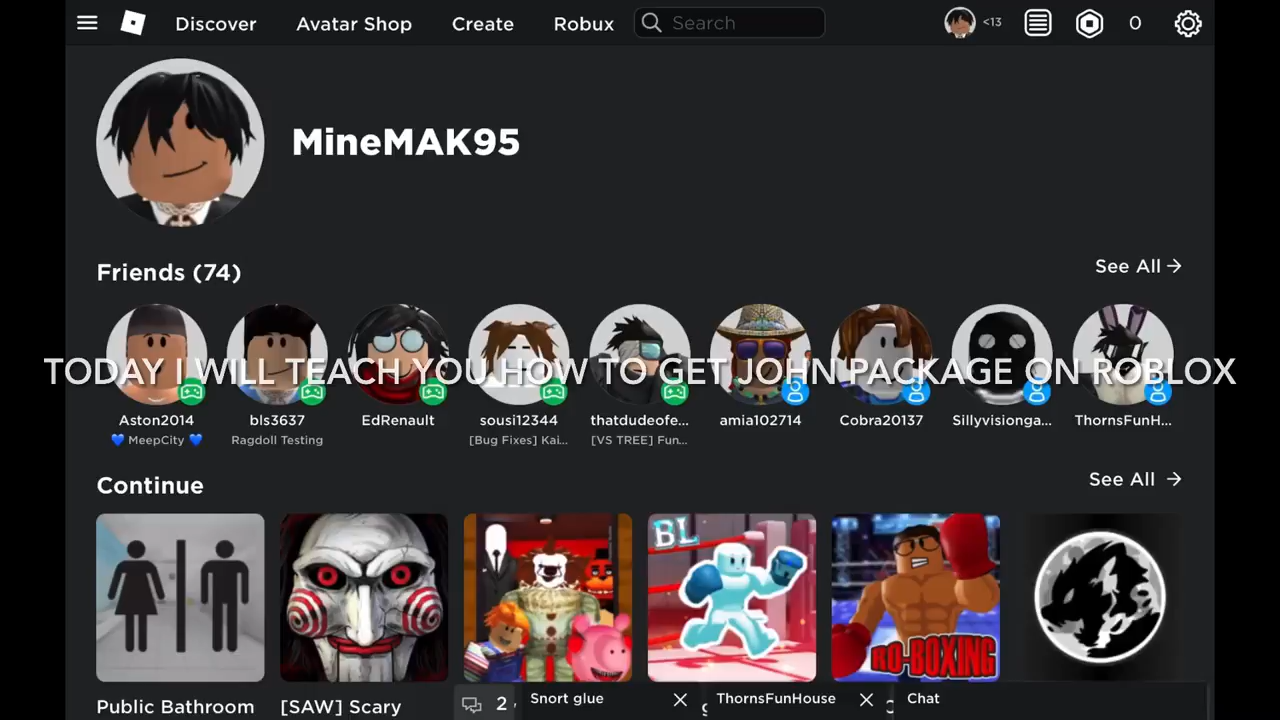 Discover Avatar Shop Create Robux Search <13 0
MineMAK95
Friends (74) See All
TODAY I WILL TEACH YOU HOW TO GET JOHN PACKAGE ON ROBLOX
Aston2014 bls3637 EdRenault sousi12344 thatdudeofe... amia102714 Cobra20137 Sillyvisionga... ThornsFunH...
💙 MeepCity 💙 Ragdoll Testing [Bug Fixes] Kai... [VS TREE] Fun...
Continue See All
BL
RO-BOXING
Public Bathroom [SAW] Scary
2 Snort glue ThornsFunHouse Chat